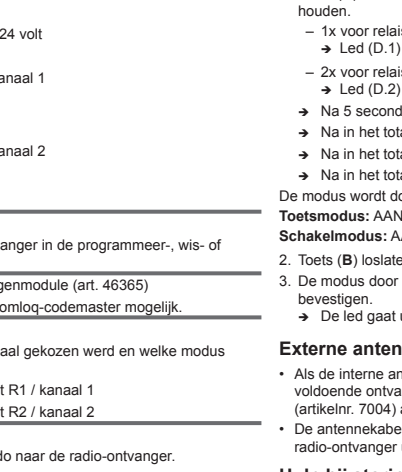 24 volt
kanaal 1
kanaal 2
anger in de programmeer-, wis- of
genmodule (art. 46365)
omloq-codemaster mogelijk.
aal gekozen werd en welke modus
t R1 / kanaal 1
t R2 / kanaal 2
do naar de radio-ontvanger.
houden.
– 1x voor relais
➔ Led (D.1)
– 2x voor relais
➔ Led (D.2)
➔ Na 5 second
➔ Na in het tota
➔ Na in het tota
➔ Na in het tota
De modus wordt do
Toetsmodus: AAN
Schakelmodus: AA
2. Toets (B) loslate
3. De modus door
bevestigen.
➔ De led gaat u
Externe anten
• Als de interne an
voldoende ontva
(artikelnr. 7004) a
• De antennekabe
radio-ontvanger u